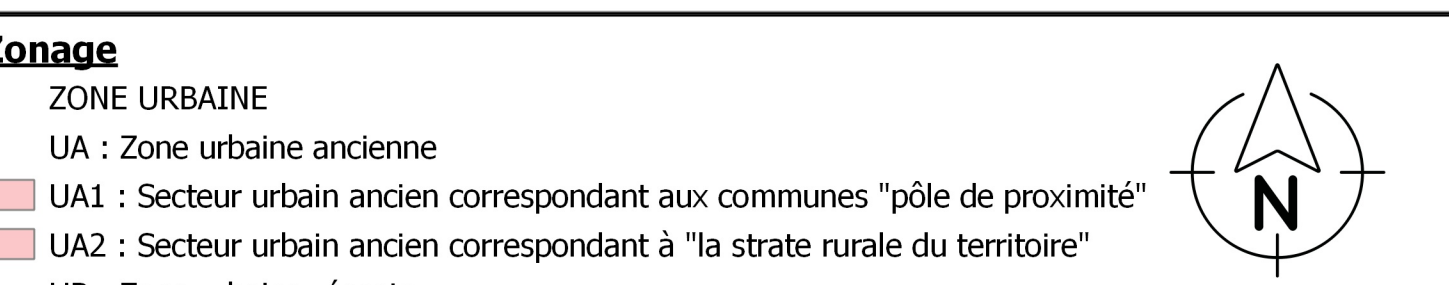 Zonage
ZONE URBAINE
UA : Zone urbaine ancienne
UA1 : Secteur urbain ancien correspondant aux communes "pôle de proximité"
UA2 : Secteur urbain ancien correspondant à "la strate rurale du territoire"
N